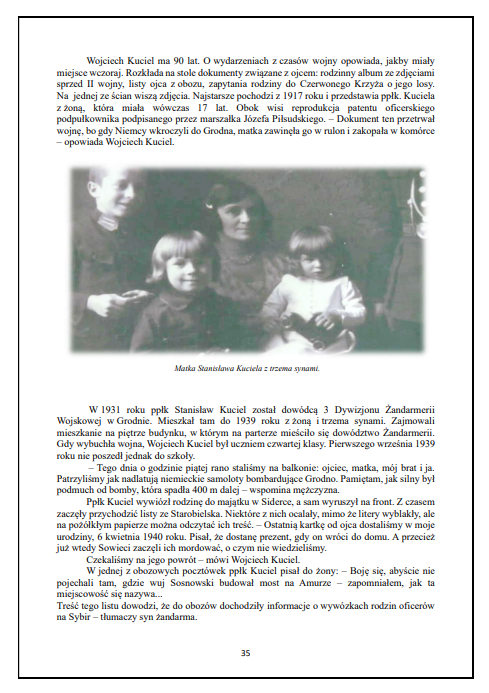 Wojciech Kuciel ma 90 lat. O wydarzeniach z czasów wojny opowiada, jakby miały
miejsce wczoraj. Rozkłada na stole dokumenty związane z ojcem: rodzinny album ze zdjęciami
sprzed II wojny, listy ojca z obozu, zapytania rodziny do Czerwonego Krzyża o jego losy.
Na jednej ze ścian wiszą zdjęcia. Najstarsze pochodzi z 1917 roku i przedstawia ppłk. Kuciela
z żoną, która miała wówczas 17 lat. Obok wisi reprodukcja patentu oficerskiego
podpułkownika podpisanego przez marszałka Józefa Piłsudskiego. – Dokument ten przetrwał
wojnę, bo gdy Niemcy wkroczyli do Grodna, matka zawinęła go w rulon i zakopała w komórce
– opowiada Wojciech Kuciel.
Matka Stanisława Kuciela z trzema synami.
W 1931 roku ppłk Stanisław Kuciel został dowódcą 3 Dywizjonu Żandarmerii
Wojskowej w Grodnie. Mieszkał tam do 1939 roku z żoną i trzema synami. Zajmowali
mieszkanie na piętrze budynku, w którym na parterze mieściło się dowództwo Żandarmerii.
Gdy wybuchła wojna, Wojciech Kuciel był uczniem czwartej klasy. Pierwszego września 1939
roku nie poszedł jednak do szkoły.
– Tego dnia o godzinie piątej rano staliśmy na balkonie: ojciec, matka, mój brat i ja.
Patrzyliśmy jak nadlatują niemieckie samoloty bombardujące Grodno. Pamiętam, jak silny był
podmuch od bomby, która spadła 400 m dalej – wspomina mężczyzna.
Ppłk Kuciel wywiózł rodzinę do majątku w Siderce, a sam wyruszył na front. Z czasem
zaczęły przychodzić listy ze Starobielska. Niektóre z nich ocalały, mimo że litery wyblakły, ale
na pożółkłym papierze można odczytać ich treść. – Ostatnią kartkę od ojca dostaliśmy w moje
urodziny, 6 kwietnia 1940 roku. Pisał, że dostanę prezent, gdy on wróci do domu. A przecież
już wtedy Sowieci zaczęli ich mordować, o czym nie wiedzieliśmy.
Czekaliśmy na jego powrót – mówi Wojciech Kuciel.
W jednej z obozowych pocztówek ppłk Kuciel pisał do żony: – Boję się, abyście nie
pojechali tam, gdzie wuj Sosnowski budował most na Amurze – zapomniałem, jak ta
miejscowość się nazywa...
Treść tego listu dowodzi, że do obozów dochodziły informacje o wywózkach rodzin oficerów
na Sybir – tłumaczy syn żandarma.
35